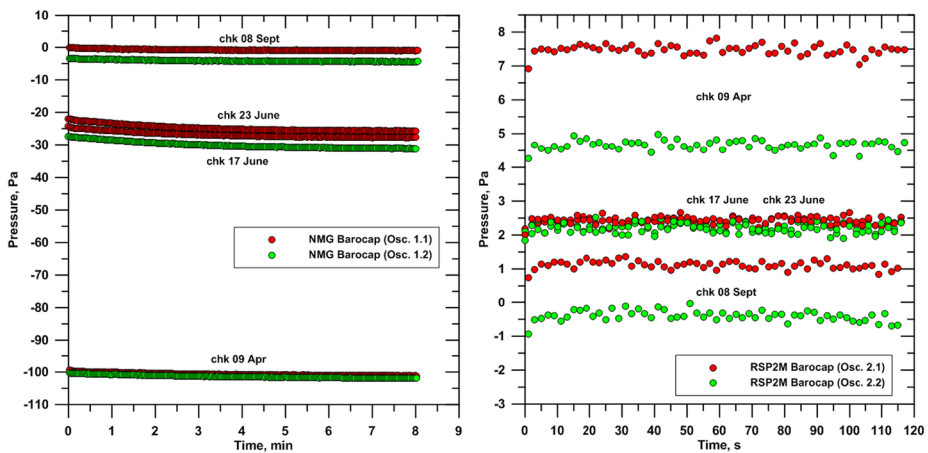 10
0
-10
-20
-30
-40
-50
-60
-70
-80
-90
-100
-110
Pressure, Pa
chk 08 Sept
chk 23 June
chk 17 June
NMG Barocap (Osc. 1.1)
NMG Barocap (Osc. 1.2)
chk 09 Apr
0 1 2 3 4 5 6 7 8 9
Time, min
8
7
6
5
4
3
2
1
0
-1
-2
-3
Pressure, Pa
chk 09 Apr
chk 17 June chk 23 June
chk 08 Sept
RSP2M Barocap (Osc. 2.1)
RSP2M Barocap (Osc. 2.2)
0 10 20 30 40 50 60 70 80 90 100 110 120
Time, s